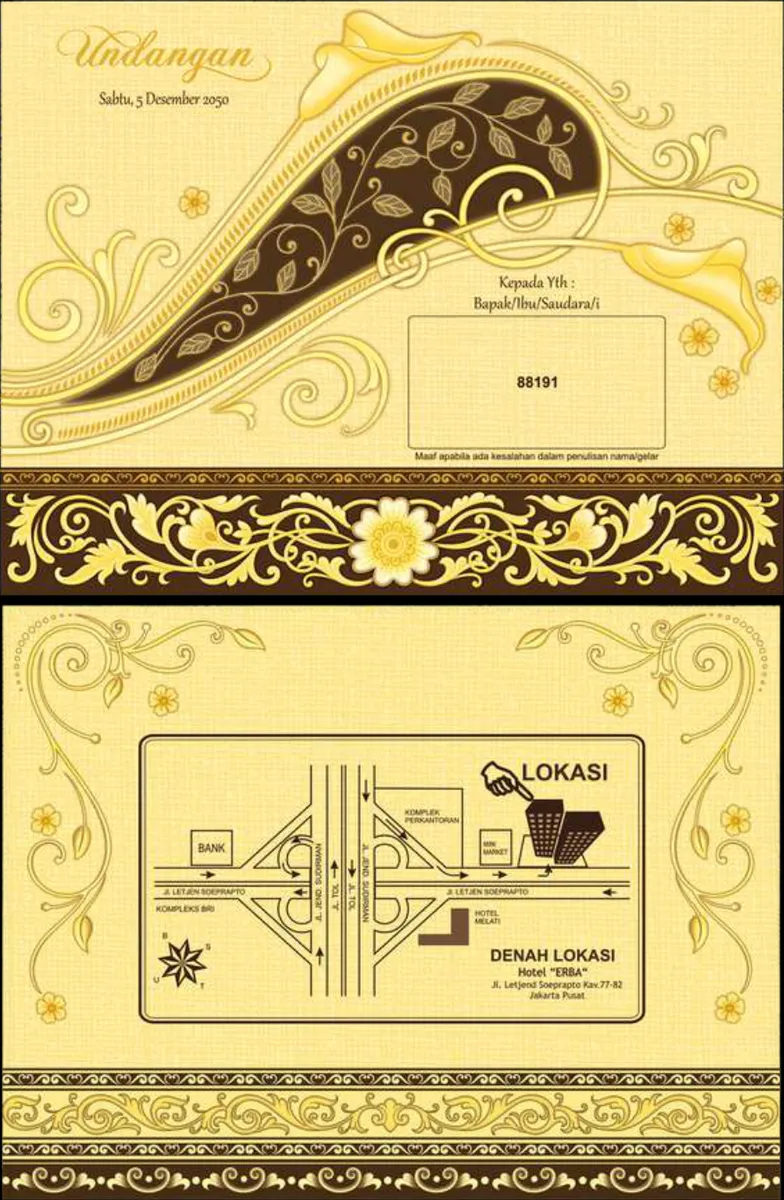 Undangan
Sabtu, 5 Desember 2050
Kepada Yth :
Bapak/Ibu/Saudara/i
88191
Maaf apabila ada kesalahan dalam penulisan nama/gelar
LOKASI
KOMPLEK
PERKANTORAN
BANK
MINI
MARKET
JL. JEND. SUDIRMAN
JL. TOL
JL. TOL
JL. JEND. SUDIRMAN
Jl. LETJEN SOEPRAPTO
Jl. LETJEN SOEPRAPTO
KOMPLEKS BRI
HOTEL
MELATI
B
S
U
T
DENAH LOKASI
Hotel "ERBA"
Jl. Letjend Soeprapto Kav.77-82
Jakarta Pusat